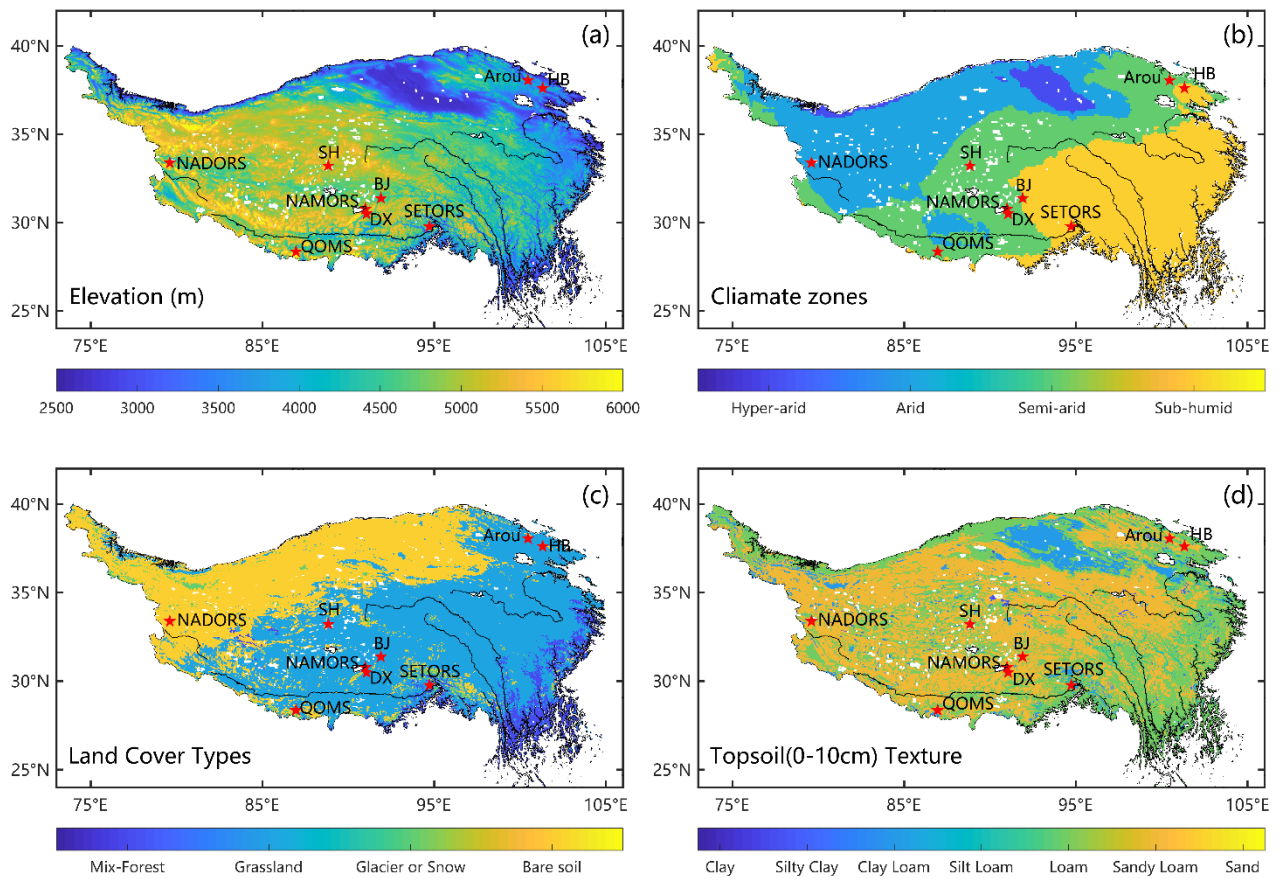 (a)
40°N
35°N
30°N
25°N
Arou
HB
NADORS
SH
BJ
NAMORS
DX
SETORS
QOMS
Elevation (m)
75°E 85°E 95°E 105°E
2500 3000 3500 4000 4500 5000 5500 6000
(b)
40°N
35°N
30°N
25°N
Arou
HB
NADORS
SH
BJ
NAMORS
DX
SETORS
QOMS
Cliamate zones
75°E 85°E 95°E 105°E
Hyper-arid Arid Semi-arid Sub-humid
(c)
40°N
35°N
30°N
25°N
Arou
HB
NADORS
SH
BJ
NAMORS
DX
SETORS
QOMS
Land Cover Types
75°E 85°E 95°E 105°E
Mix-Forest Grassland Glacier or Snow Bare soil
(d)
40°N
35°N
30°N
25°N
Arou
HB
NADORS
SH
BJ
NAMORS
DX
SETORS
QOMS
Topsoil(0-10cm) Texture
75°E 85°E 95°E 105°E
Clay Silty Clay Clay Loam Silt Loam Loam Sandy Loam Sand